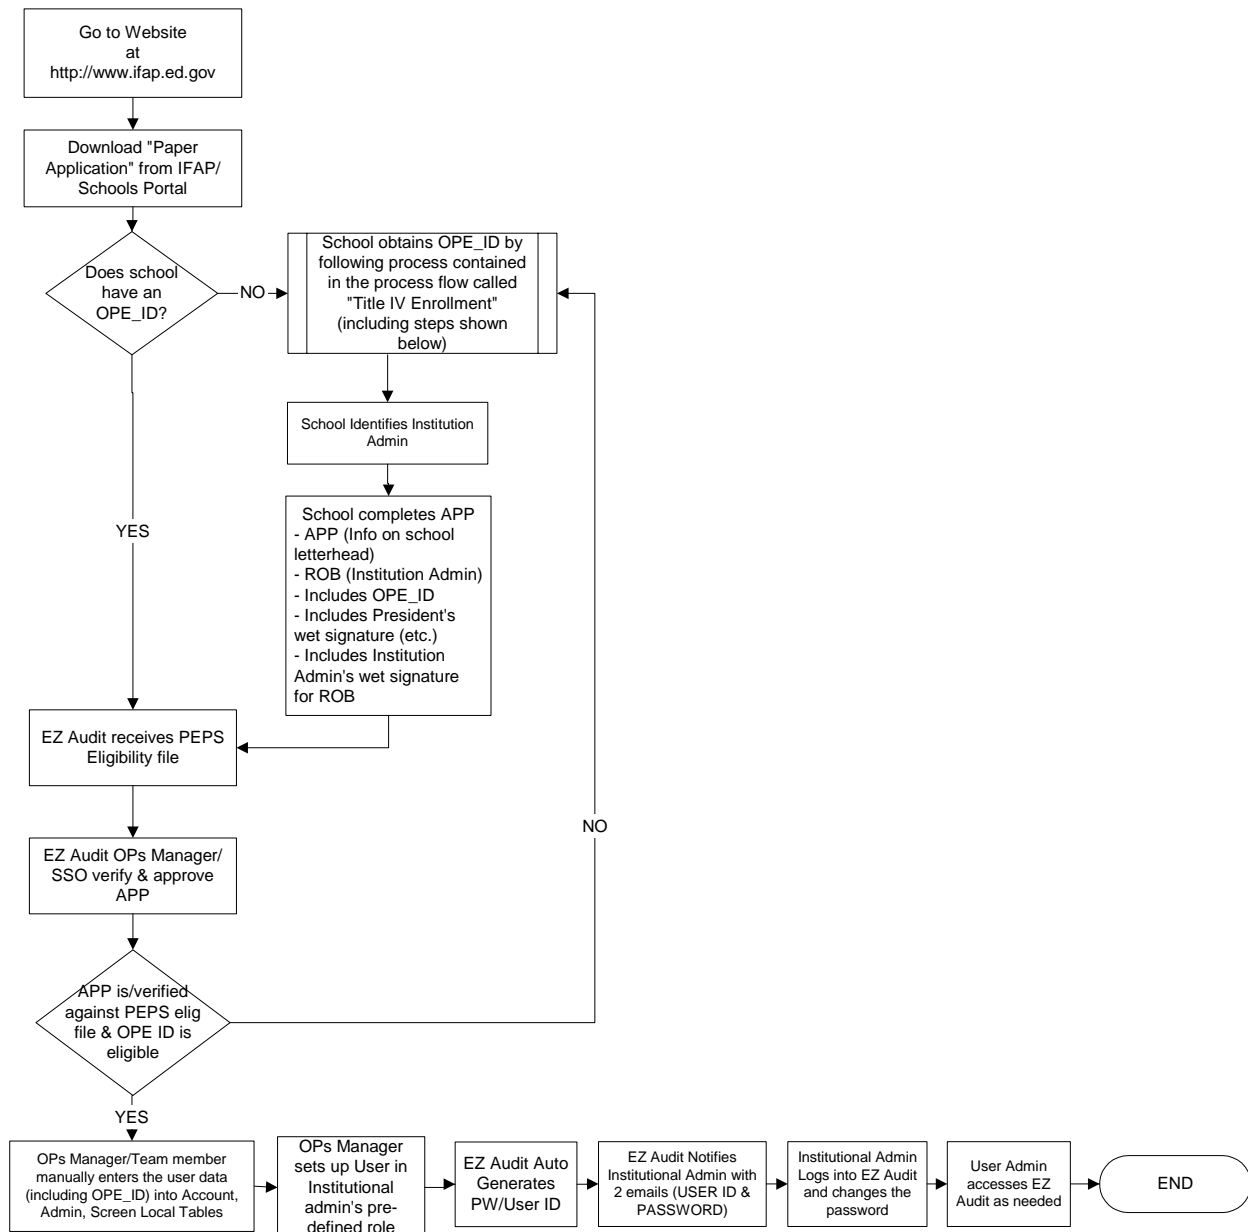 Go to Website
at
http://www.ifap.ed.gov
Download "Paper
Application" from IFAP/
Schools Portal
Does school
have an
OPE_ID?
NO
School obtains OPE_ID by
following process contained
in the process flow called
"Title IV Enrollment"
(including steps shown
below)
School Identifies Institution
Admin
YES
School completes APP
- APP (Info on school
letterhead)
- ROB (Institution Admin)
- Includes OPE_ID
- Includes President's
wet signature (etc.)
- Includes Institution
Admin's wet signature
for ROB
EZ Audit receives PEPS
Eligibility file
NO
EZ Audit OPs Manager/
SSO verify & approve
APP
APP is/verified
against PEPS elig
file & OPE ID is
eligible
YES
OPs Manager/Team member
manually enters the user data
(including OPE_ID) into Account,
Admin, Screen Local Tables
OPs Manager
sets up User in
Institutional
admin's pre-
defined role
EZ Audit Auto
Generates
PW/User ID
EZ Audit Notifies
Institutional Admin with
2 emails (USER ID &
PASSWORD)
Institutional Admin
Logs into EZ Audit
and changes the
password
User Admin
accesses EZ
Audit as needed
END